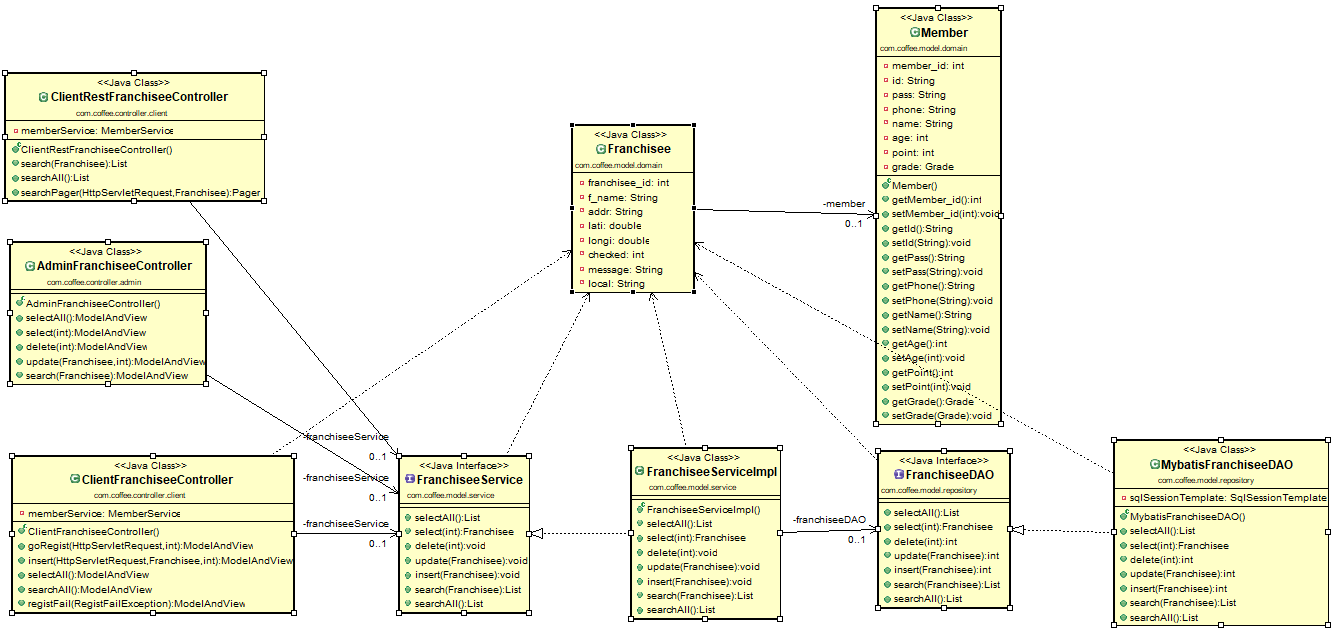 <<Java Class>>
ClientRestFranchiseeController
com.coffee.controller.client
memberService: MemberService
ClientRestFranchiseeController()
search(Franchisee):List
searchAll():List
searchPager(HttpServletRequest,Franchisee):Pager
<<Java Class>>
AdminFranchiseeController
com.coffee.controller.admin
AdminFranchiseeController()
selectAll():ModelAndView
select(int):ModelAndView
delete(int):ModelAndView
update(Franchisee,int):ModelAndView
search(Franchisee):ModelAndView
<<Java Class>>
ClientFranchiseeController
com.coffee.controller.client
memberService: MemberService
ClientFranchiseeController()
goRegist(HttpServletRequest,int):ModelAndView
insert(HttpServletRequest,Franchisee,int):ModelAndView
selectAll():ModelAndView
searchAll():ModelAndView
registFail(RegistFailException):ModelAndView
-franchiseeService
0..1
-franchiseeService
0..1
-franchiseeService
0..1
<<Java Interface>>
FranchiseeService
com.coffee.model.service
selectAll():List
select(int):Franchisee
delete(int):void
update(Franchisee):void
insert(Franchisee):void
search(Franchisee):List
searchAll():List
<<Java Class>>
Franchisee
com.coffee.model.domain
franchisee_id: int
f_name: String
addr: String
lati: double
longi: double
checked: int
message: String
local: String
-member
0..1
<<Java Class>>
Member
com.coffee.model.domain
member_id: int
id: String
pass: String
phone: String
name: String
age: int
point: int
grade: Grade
Member()
getMember_id():int
setMember_id(int):void
getId():String
setId(String):void
getPass():String
setPass(String):void
getPhone():String
setPhone(String):void
getName():String
setName(String):void
getAge():int
setAge(int):void
getPoint():int
setPoint(int):void
getGrade():Grade
setGrade(Grade):void
<<Java Class>>
FranchiseeServiceImpl
com.coffee.model.service
FranchiseeServiceImpl()
selectAll():List
select(int):Franchisee
delete(int):void
update(Franchisee):void
insert(Franchisee):void
search(Franchisee):List
searchAll():List
-franchiseeDAO
0..1
<<Java Interface>>
FranchiseeDAO
com.coffee.model.repository
selectAll():List
select(int):Franchisee
delete(int):int
update(Franchisee):int
insert(Franchisee):int
search(Franchisee):List
searchAll():List
<<Java Class>>
MybatisFranchiseeDAO
com.coffee.model.repository
sqlSessionTemplate: SqlSessionTemplate
MybatisFranchiseeDAO()
selectAll():List
select(int):Franchisee
delete(int):int
update(Franchisee):int
insert(Franchisee):int
search(Franchisee):List
searchAll():List